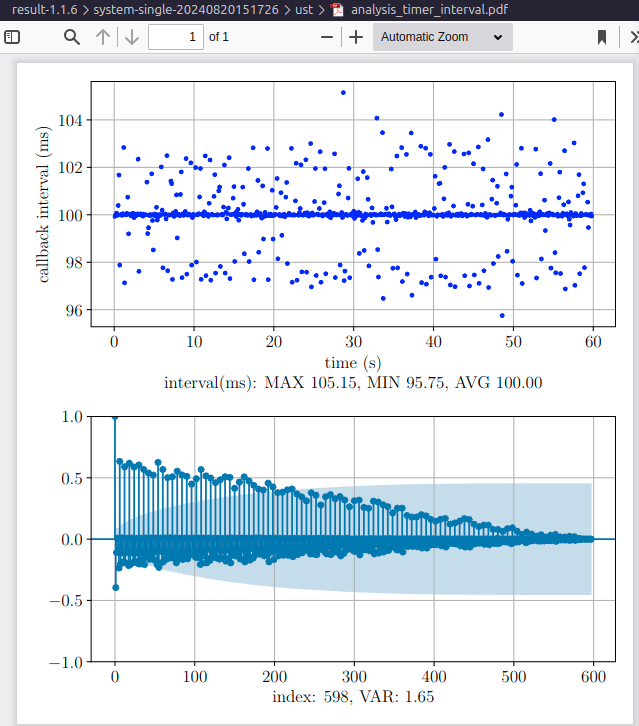 result-1.1.6 > system-single-20240820151726 > ust > analysis_timer_interval.pdf
1 of 1 − + Automatic Zoom
104
102
100
98
96
callback interval (ms)
0 10 20 30 40 50 60
time (s)
interval(ms): MAX 105.15, MIN 95.75, AVG 100.00
1.0
0.5
0.0
−0.5
−1.0
0 100 200 300 400 500 600
index: 598, VAR: 1.65